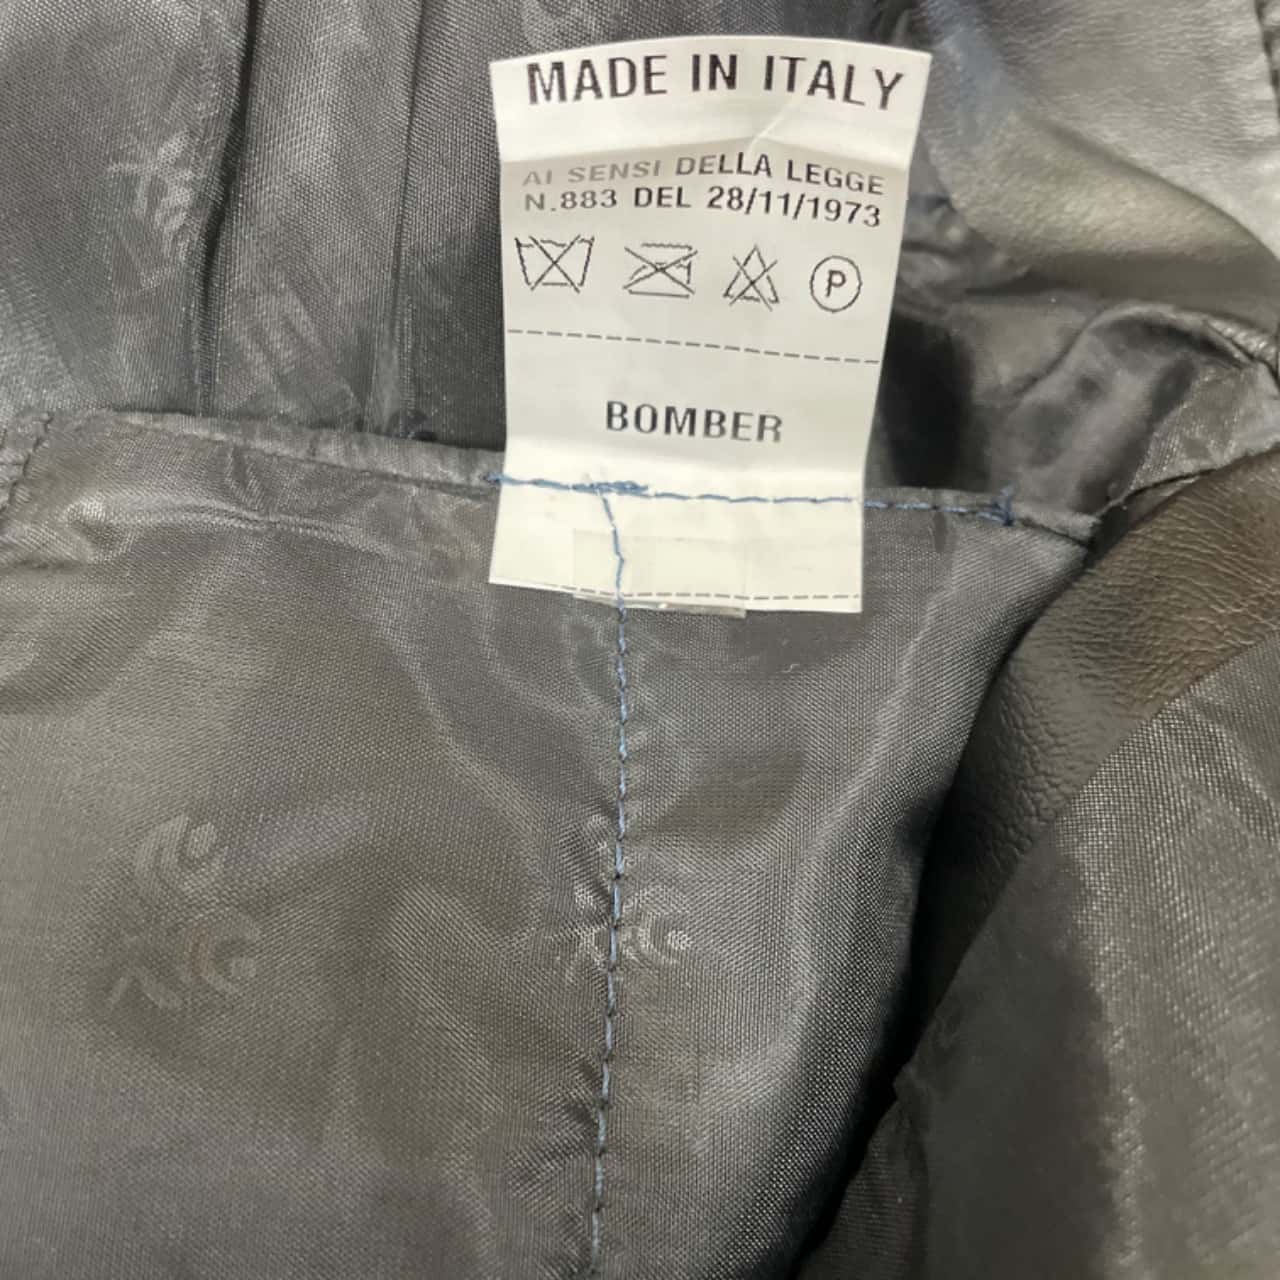 MADE IN ITALY
AI SENSI DELLA LEGGE
N.883 DEL 28/11/1973
P
BOMBER